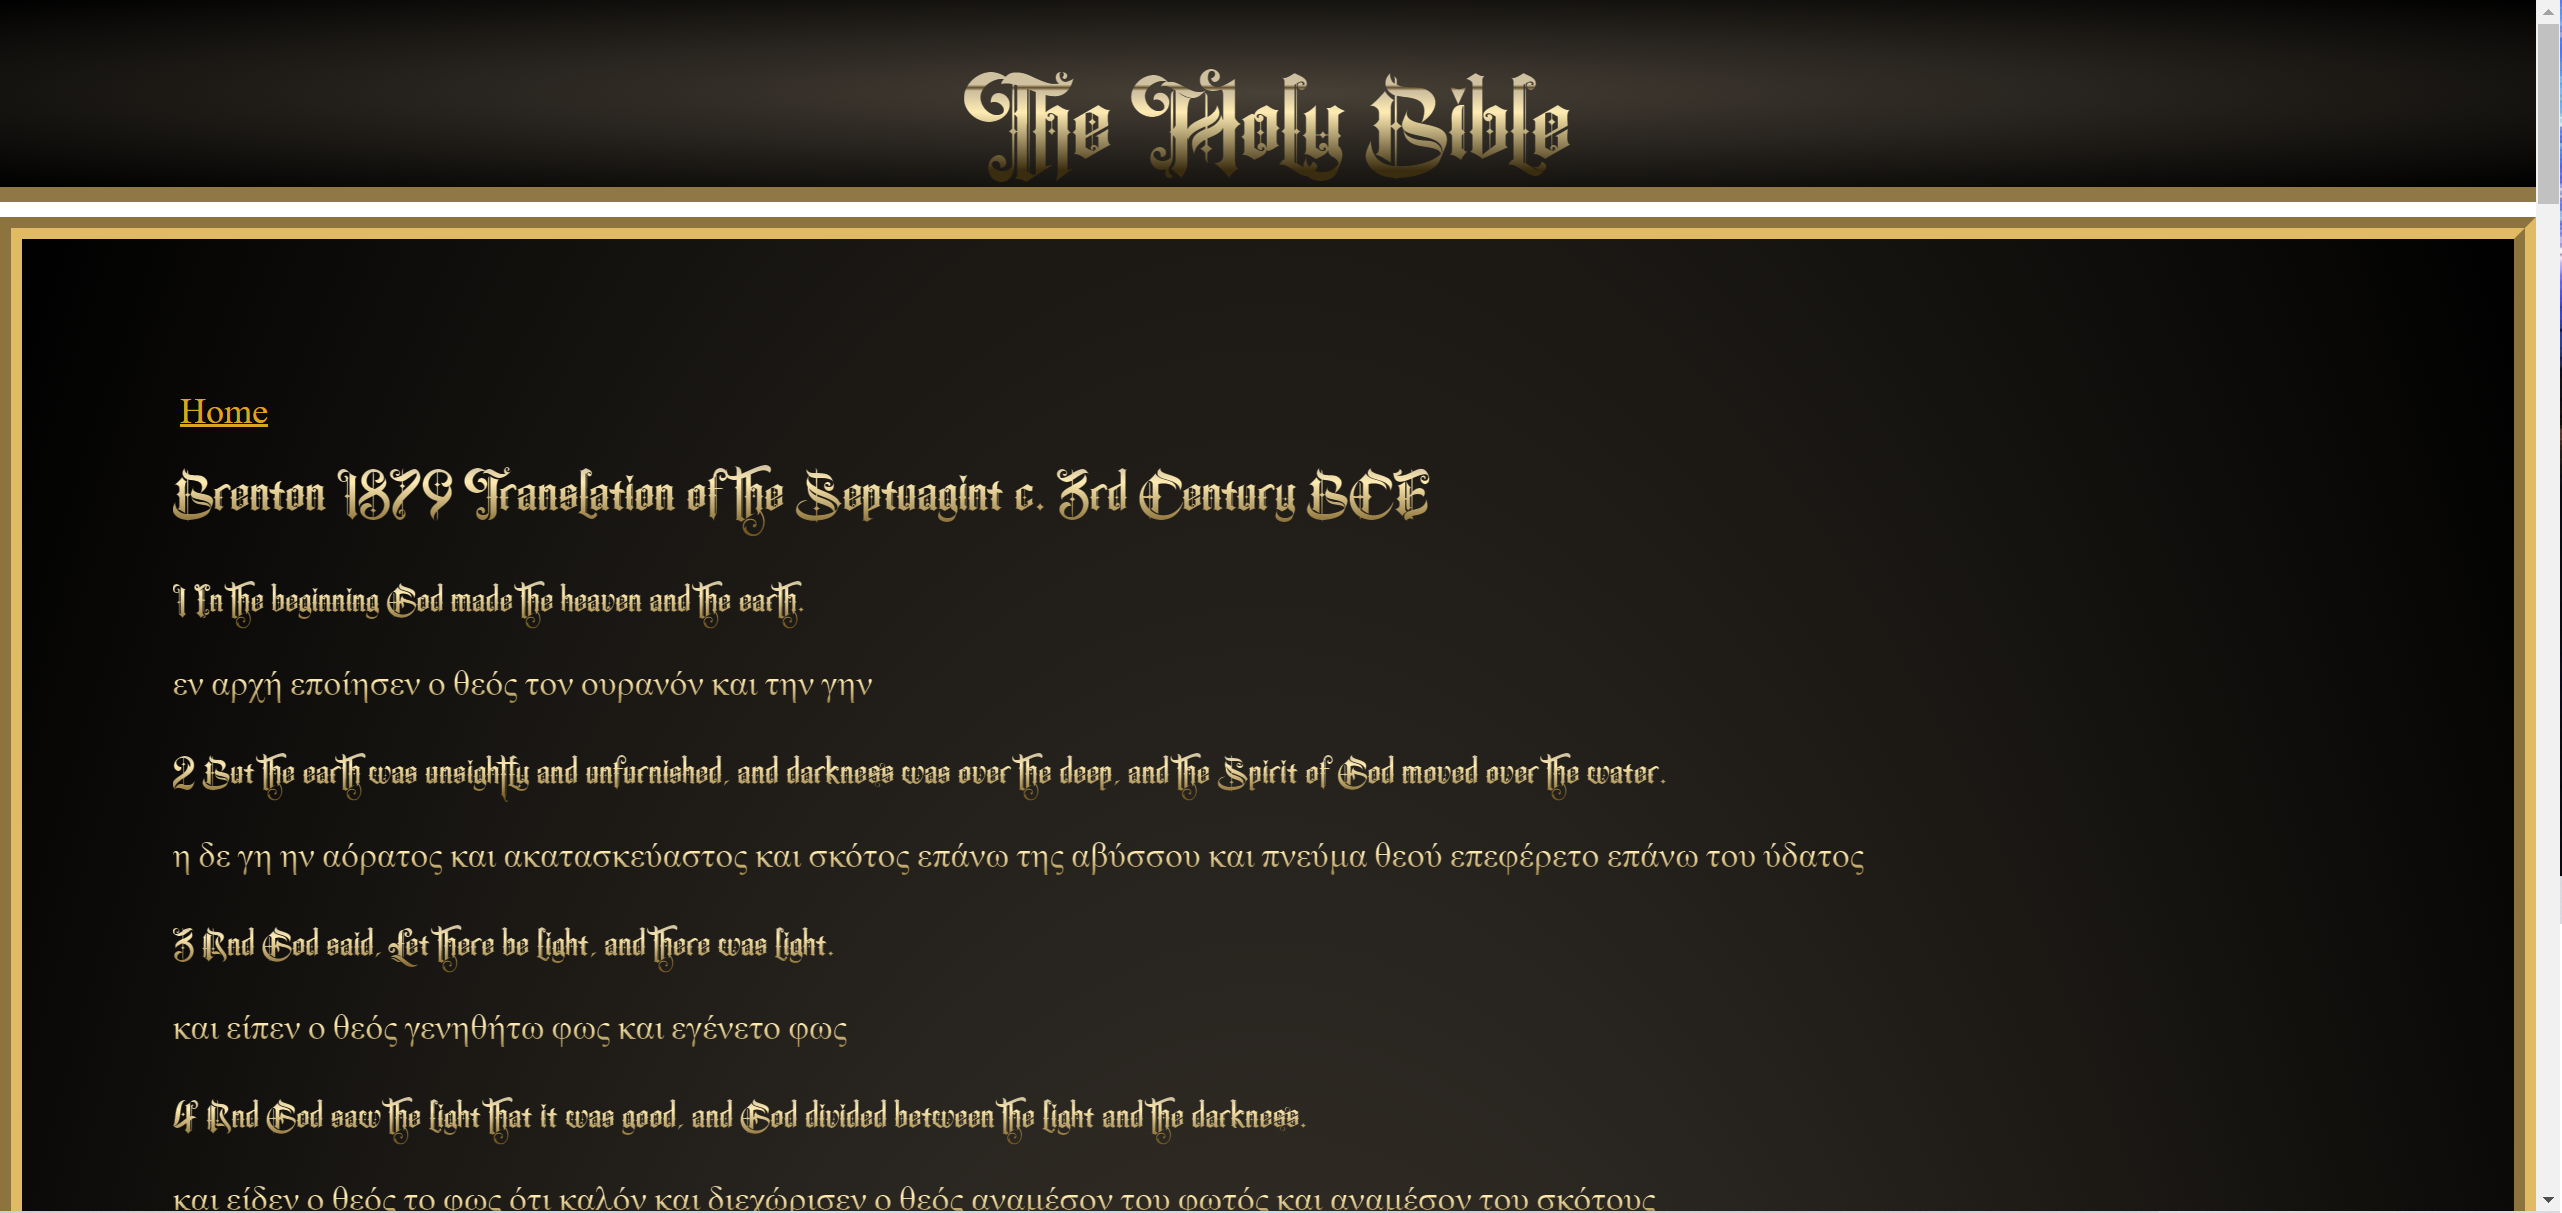 The Holy Bible
Home
Brenton 1879 Translation of the Septuagint c. 3rd Century BCE
1 In the beginning God made the heaven and the earth.
εν αρχή εποίησεν ο θεός τον ουρανόν και την γην
2 But the earth was unsightly and unfurnished, and darkness was over the deep, and the Spirit of God moved over the water.
η δε γη ην αόρατος και ακατασκεύαστος και σκότος επάνω της αβύσσου και πνεύμα θεού επεφέρετο επάνω του ύδατος
3 And God said, Let there be light, and there was light.
και είπεν ο θεός γενηθήτω φως και εγένετο φως
4 And God saw the light that it was good, and God divided between the light and the darkness.
και είδεν ο θεός το φως ότι καλόν και διεχώρισεν ο θεός αναμέσον του φωτός και αναμέσον του σκότους